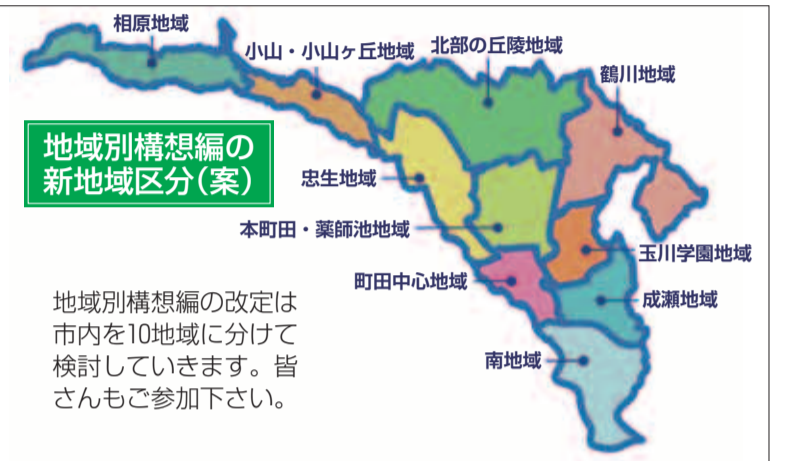 相原地域
小山・小山ヶ丘地域
北部の丘陵地域
鶴川地域
地域別構想編の
新地域区分(案)
忠生地域
本町田・薬師池地域
玉川学園地域
町田中心地域
成瀬地域
南地域
地域別構想編の改定は
市内を10地域に分けて
検討していきます。皆
さんもご参加下さい。